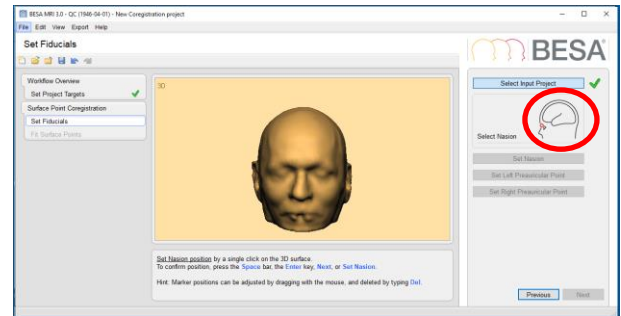 BESA MRI 3.0 - QC (1946-04-01) - New Coregistration project
File Edit View Export Help
Set Fiducials
BESA
Workflow Overview
Set Project Targets
Surface Point Coregistration
Set Fiducials
Fit Surface Points
3D
Set Nasion position by a single click on the 3D surface.
To confirm position, press the Space bar, the Enter key, Next, or Set Nasion.
Hint: Marker positions can be adjusted by dragging with the mouse, and deleted by typing Del.
Select Input Project
Select Nasion
Set Nasion
Set Left Preauricular Point
Set Right Preauricular Point
Previous Next